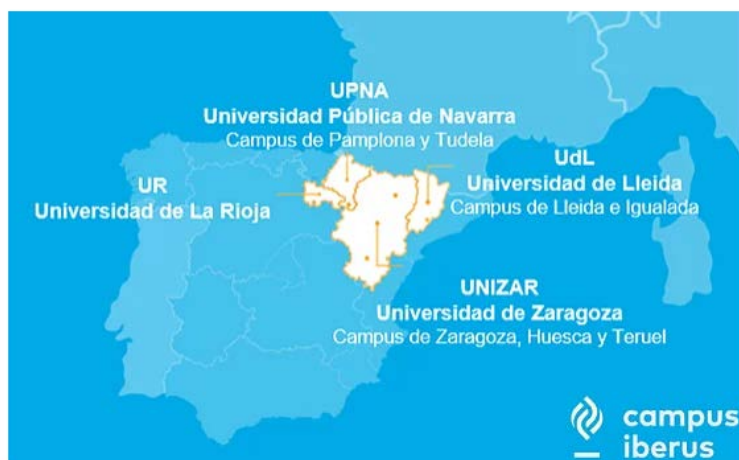 UPNA
Universidad Pública de Navarra
Campus de Pamplona y Tudela
UdL
Universidad de Lleida
Campus de Lleida e Igualada
UR
Universidad de La Rioja
UNIZAR
Universidad de Zaragoza
Campus de Zaragoza, Huesca y Teruel
campus
iberus